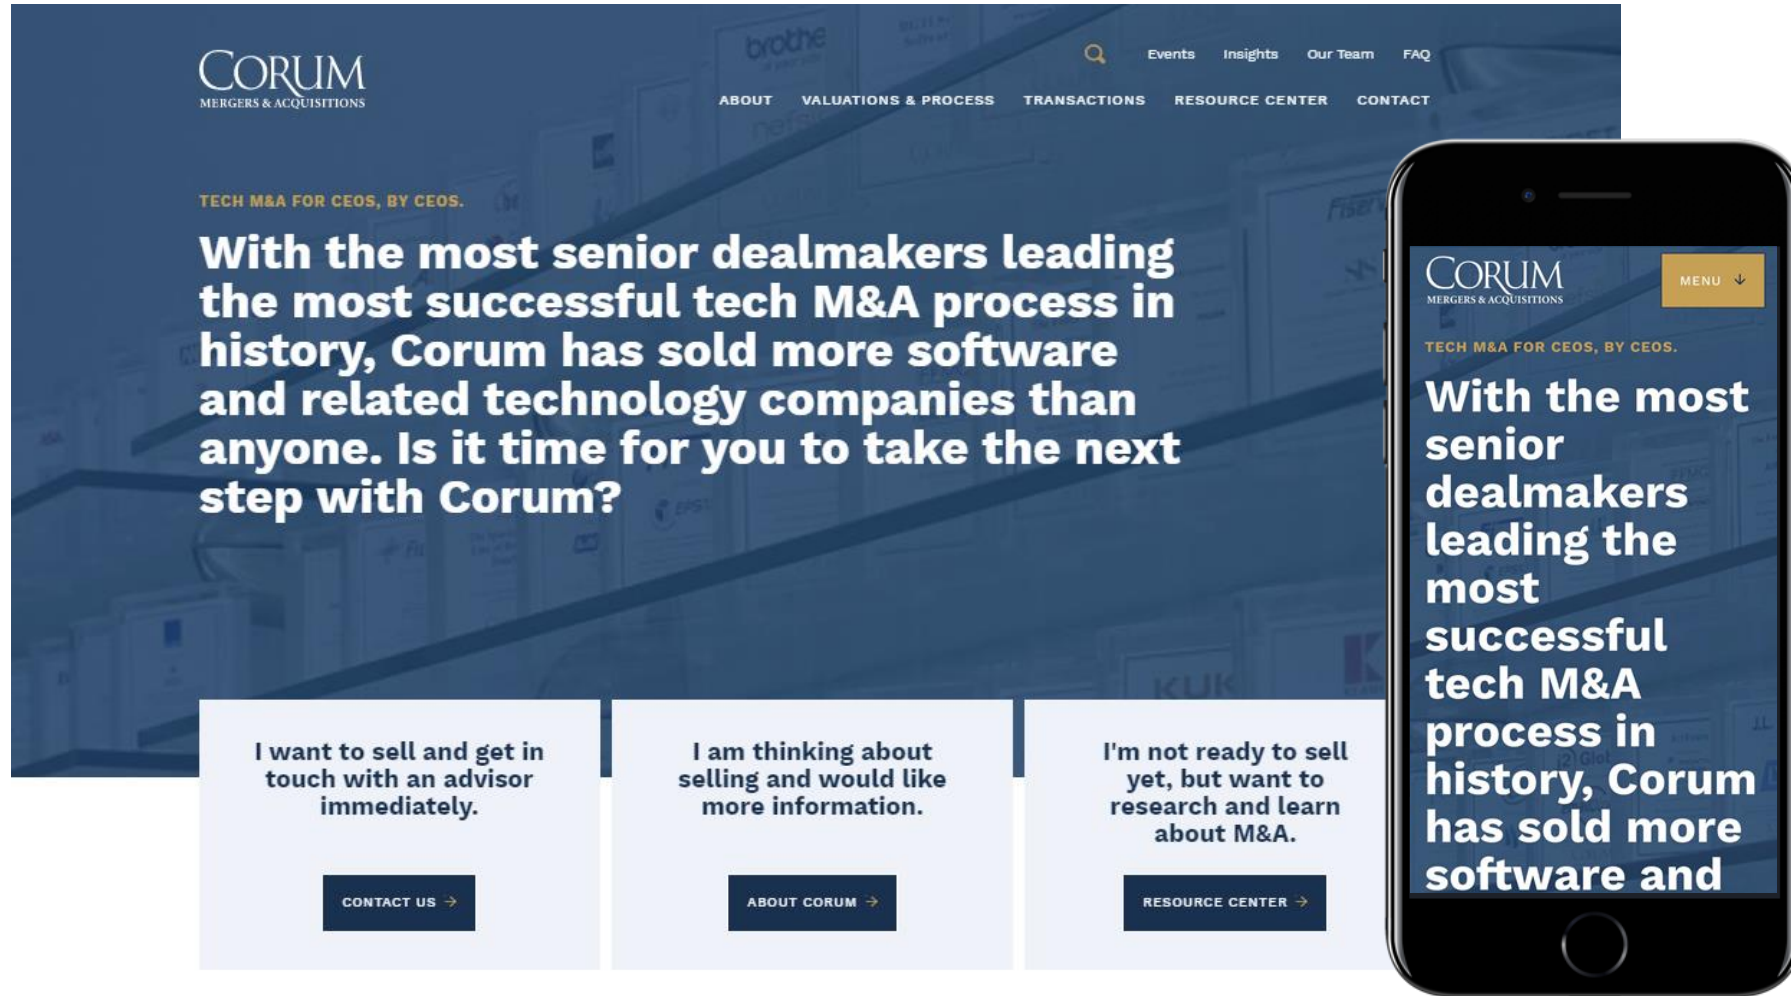 CORUM
MERGERS & ACQUISITIONS
Events Insights Our Team FAQ
ABOUT VALUATIONS & PROCESS TRANSACTIONS RESOURCE CENTER CONTACT
TECH M&A FOR CEOS, BY CEOS.
With the most senior dealmakers leading
the most successful tech M&A process in
history, Corum has sold more software
and related technology companies than
anyone. Is it time for you to take the next
step with Corum?
brothe
KUK
I want to sell and get in
touch with an advisor
immediately.
CONTACT US →
I am thinking about
selling and would like
more information.
ABOUT CORUM →
I'm not ready to sell
yet, but want to
research and learn
about M&A.
RESOURCE CENTER →
CORUM
MERGERS & ACQUISITIONS
MENU ↓
TECH M&A FOR CEOS, BY CEOS.
With the most
senior
dealmakers
leading the
most
successful
tech M&A
process in
history, Corum
has sold more
software and